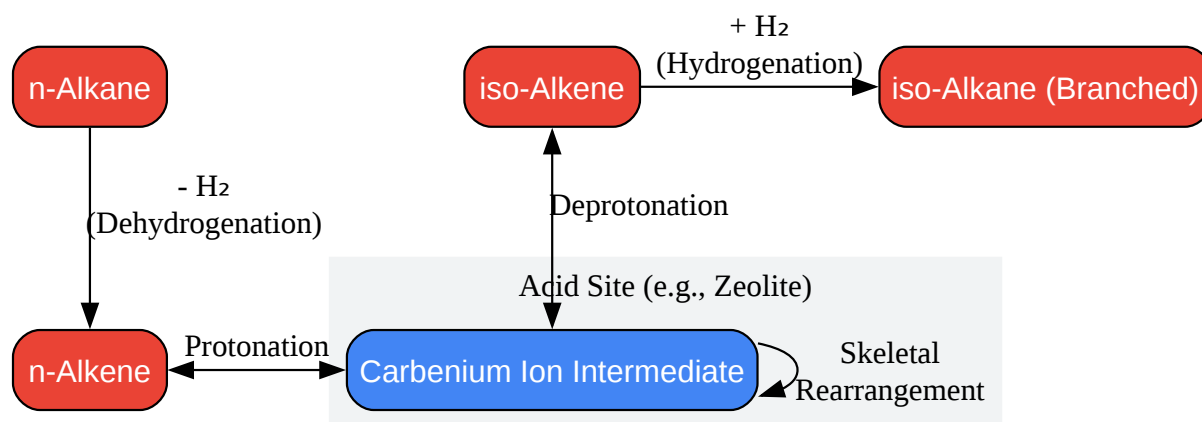 + H₂
(Hydrogenation)
n-Alkane
iso-Alkene
iso-Alkane (Branched)
- H₂
(Dehydrogenation)
Deprotonation
Acid Site (e.g., Zeolite)
Protonation
n-Alkene
Carbenium Ion Intermediate
Skeletal
Rearrangement